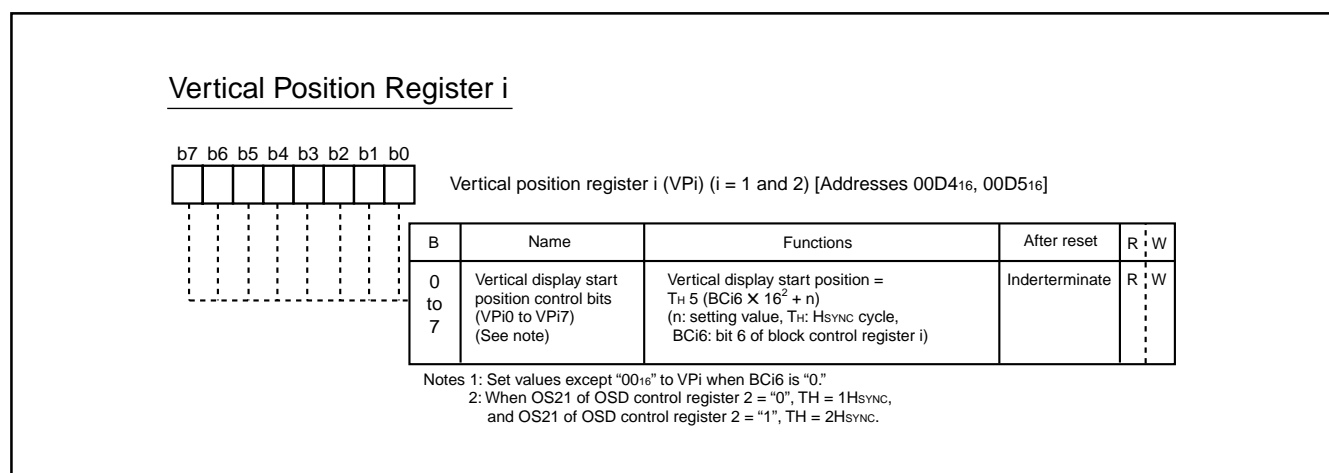 Vertical Position Register i
b7 b6 b5 b4 b3 b2 b1 b0
Vertical position register i (VPi) (i = 1 and 2) [Addresses 00D416, 00D516]
B Name Functions After reset R W
0 to 7
Vertical display start
position control bits
(VPi0 to VPi7)
(See note)
Vertical display start position =
TH 5 (BCi6 ✕ 16² + n)
(n: setting value, TH: HSYNC cycle,
BCi6: bit 6 of block control register i)
Inderterminate R W
Notes 1: Set values except “0016” to VPi when BCi6 is “0.”
2: When OS21 of OSD control register 2 = “0”, TH = 1HSYNC,
and OS21 of OSD control register 2 = “1”, TH = 2HSYNC.